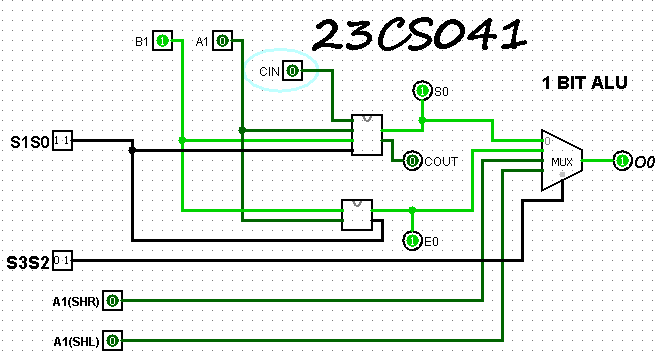 23CS041
B1 1
A1 0
CIN 0
1 S0
1 BIT ALU
S1S0 1 1
0 COUT
0
MUX
1 O0
1 E0
S3S2 0 1
A1(SHR) 0
A1(SHL) 0